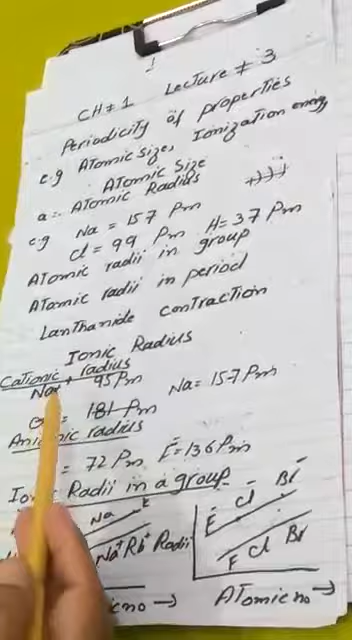 CH # 1 Lecture # 3
Periodicity of properties
e.g Atomic size, Ionization energy
Atomic Size
a:- Atomic Radius
e.g Na = 157 Pm
Cl = 99 Pm H = 37 Pm
Atomic radii in group
Atomic radii in period
Lanthanide contraction
Ionic Radius
Cationic radius
Na+ 95 Pm Na = 157 Pm
= 181 Pm
Anionic radius
= 72 Pm F̄ = 136 Pm
Ionic Radii in a group
Na
Na+ Rb+ Radii
F̄ Cl̄ Br̄
F Cl Br
no → Atomic no →